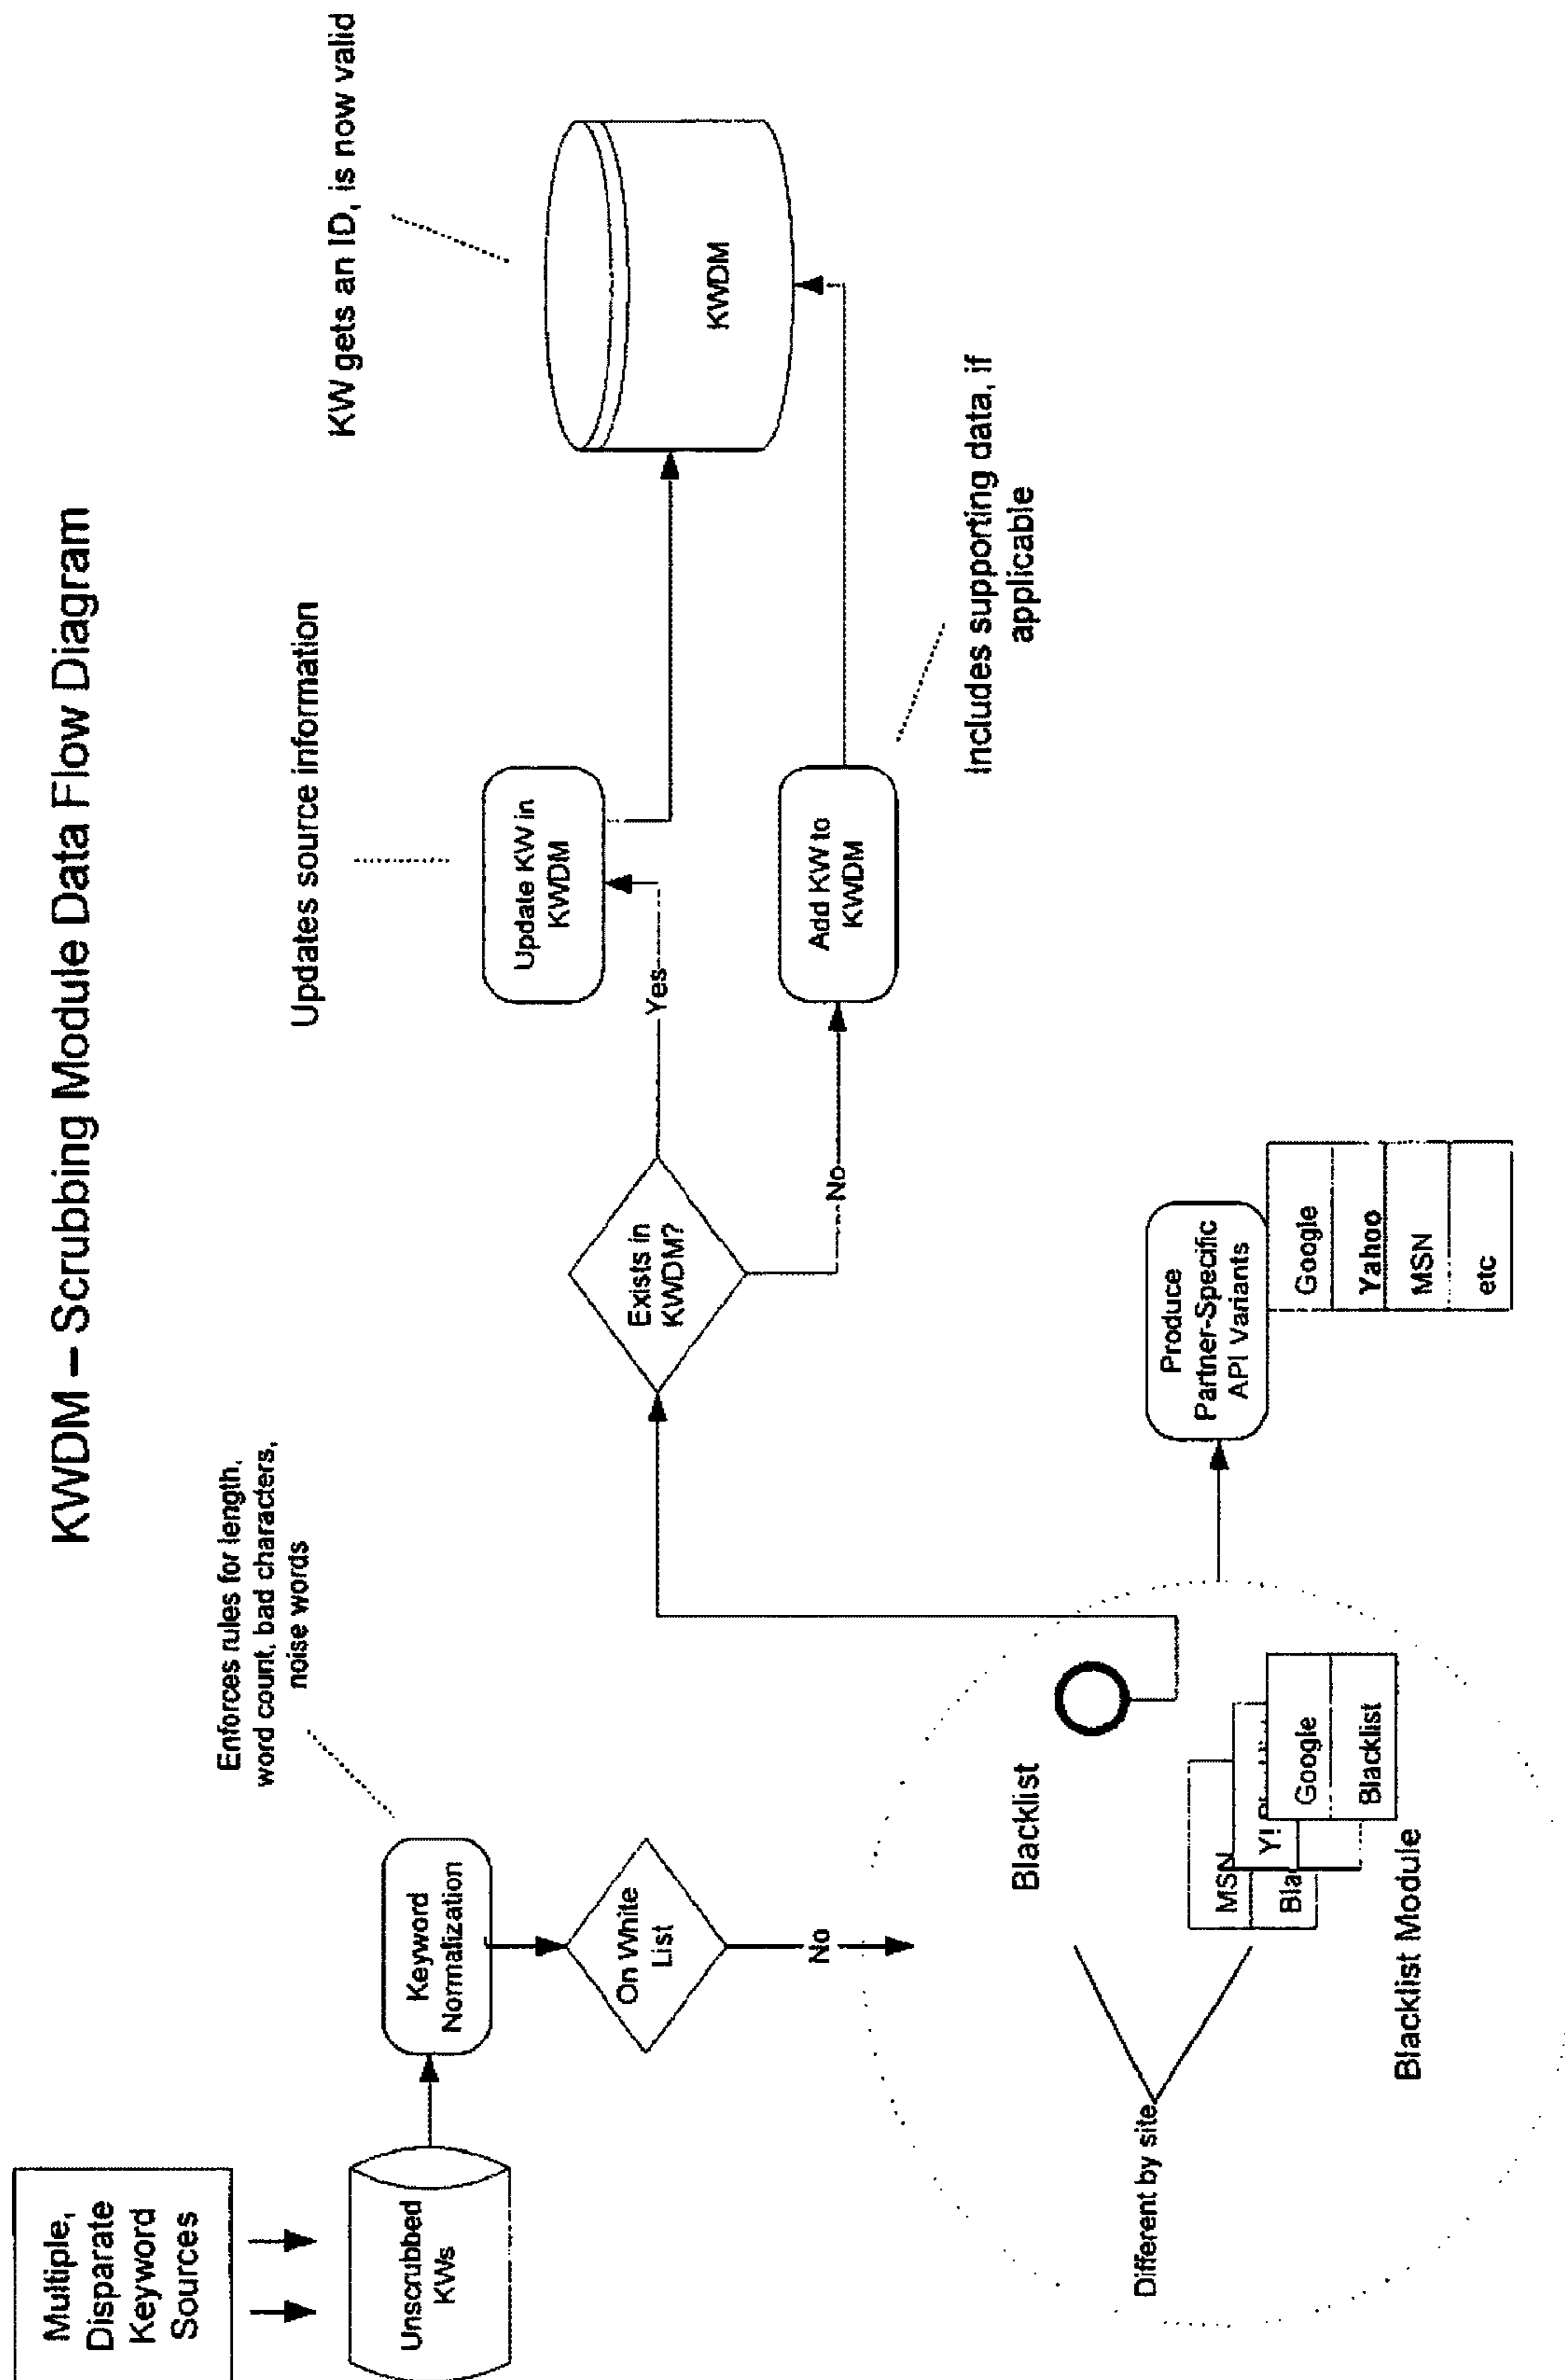 KWDM – Scrubbing Module Data Flow Diagram
Multiple,
Disparate
Keyword
Sources
Unscrubbed
KWs
Keyword
Normalization
Enforces rules for length,
word count, bad characters,
noise words
On White
List
No
Different by site
Blacklist
MSN
Bla
Y!
Google
Blacklist
Blacklist Module
Produce
Partner-Specific
API Variants
Google
Yahoo
MSN
etc
Exists in
KWDM?
Yes
No
Updates source information
Update KW in
KWDM
Add KW to
KWDM
Includes supporting data, if
applicable
KW gets an ID, is now valid
KWDM